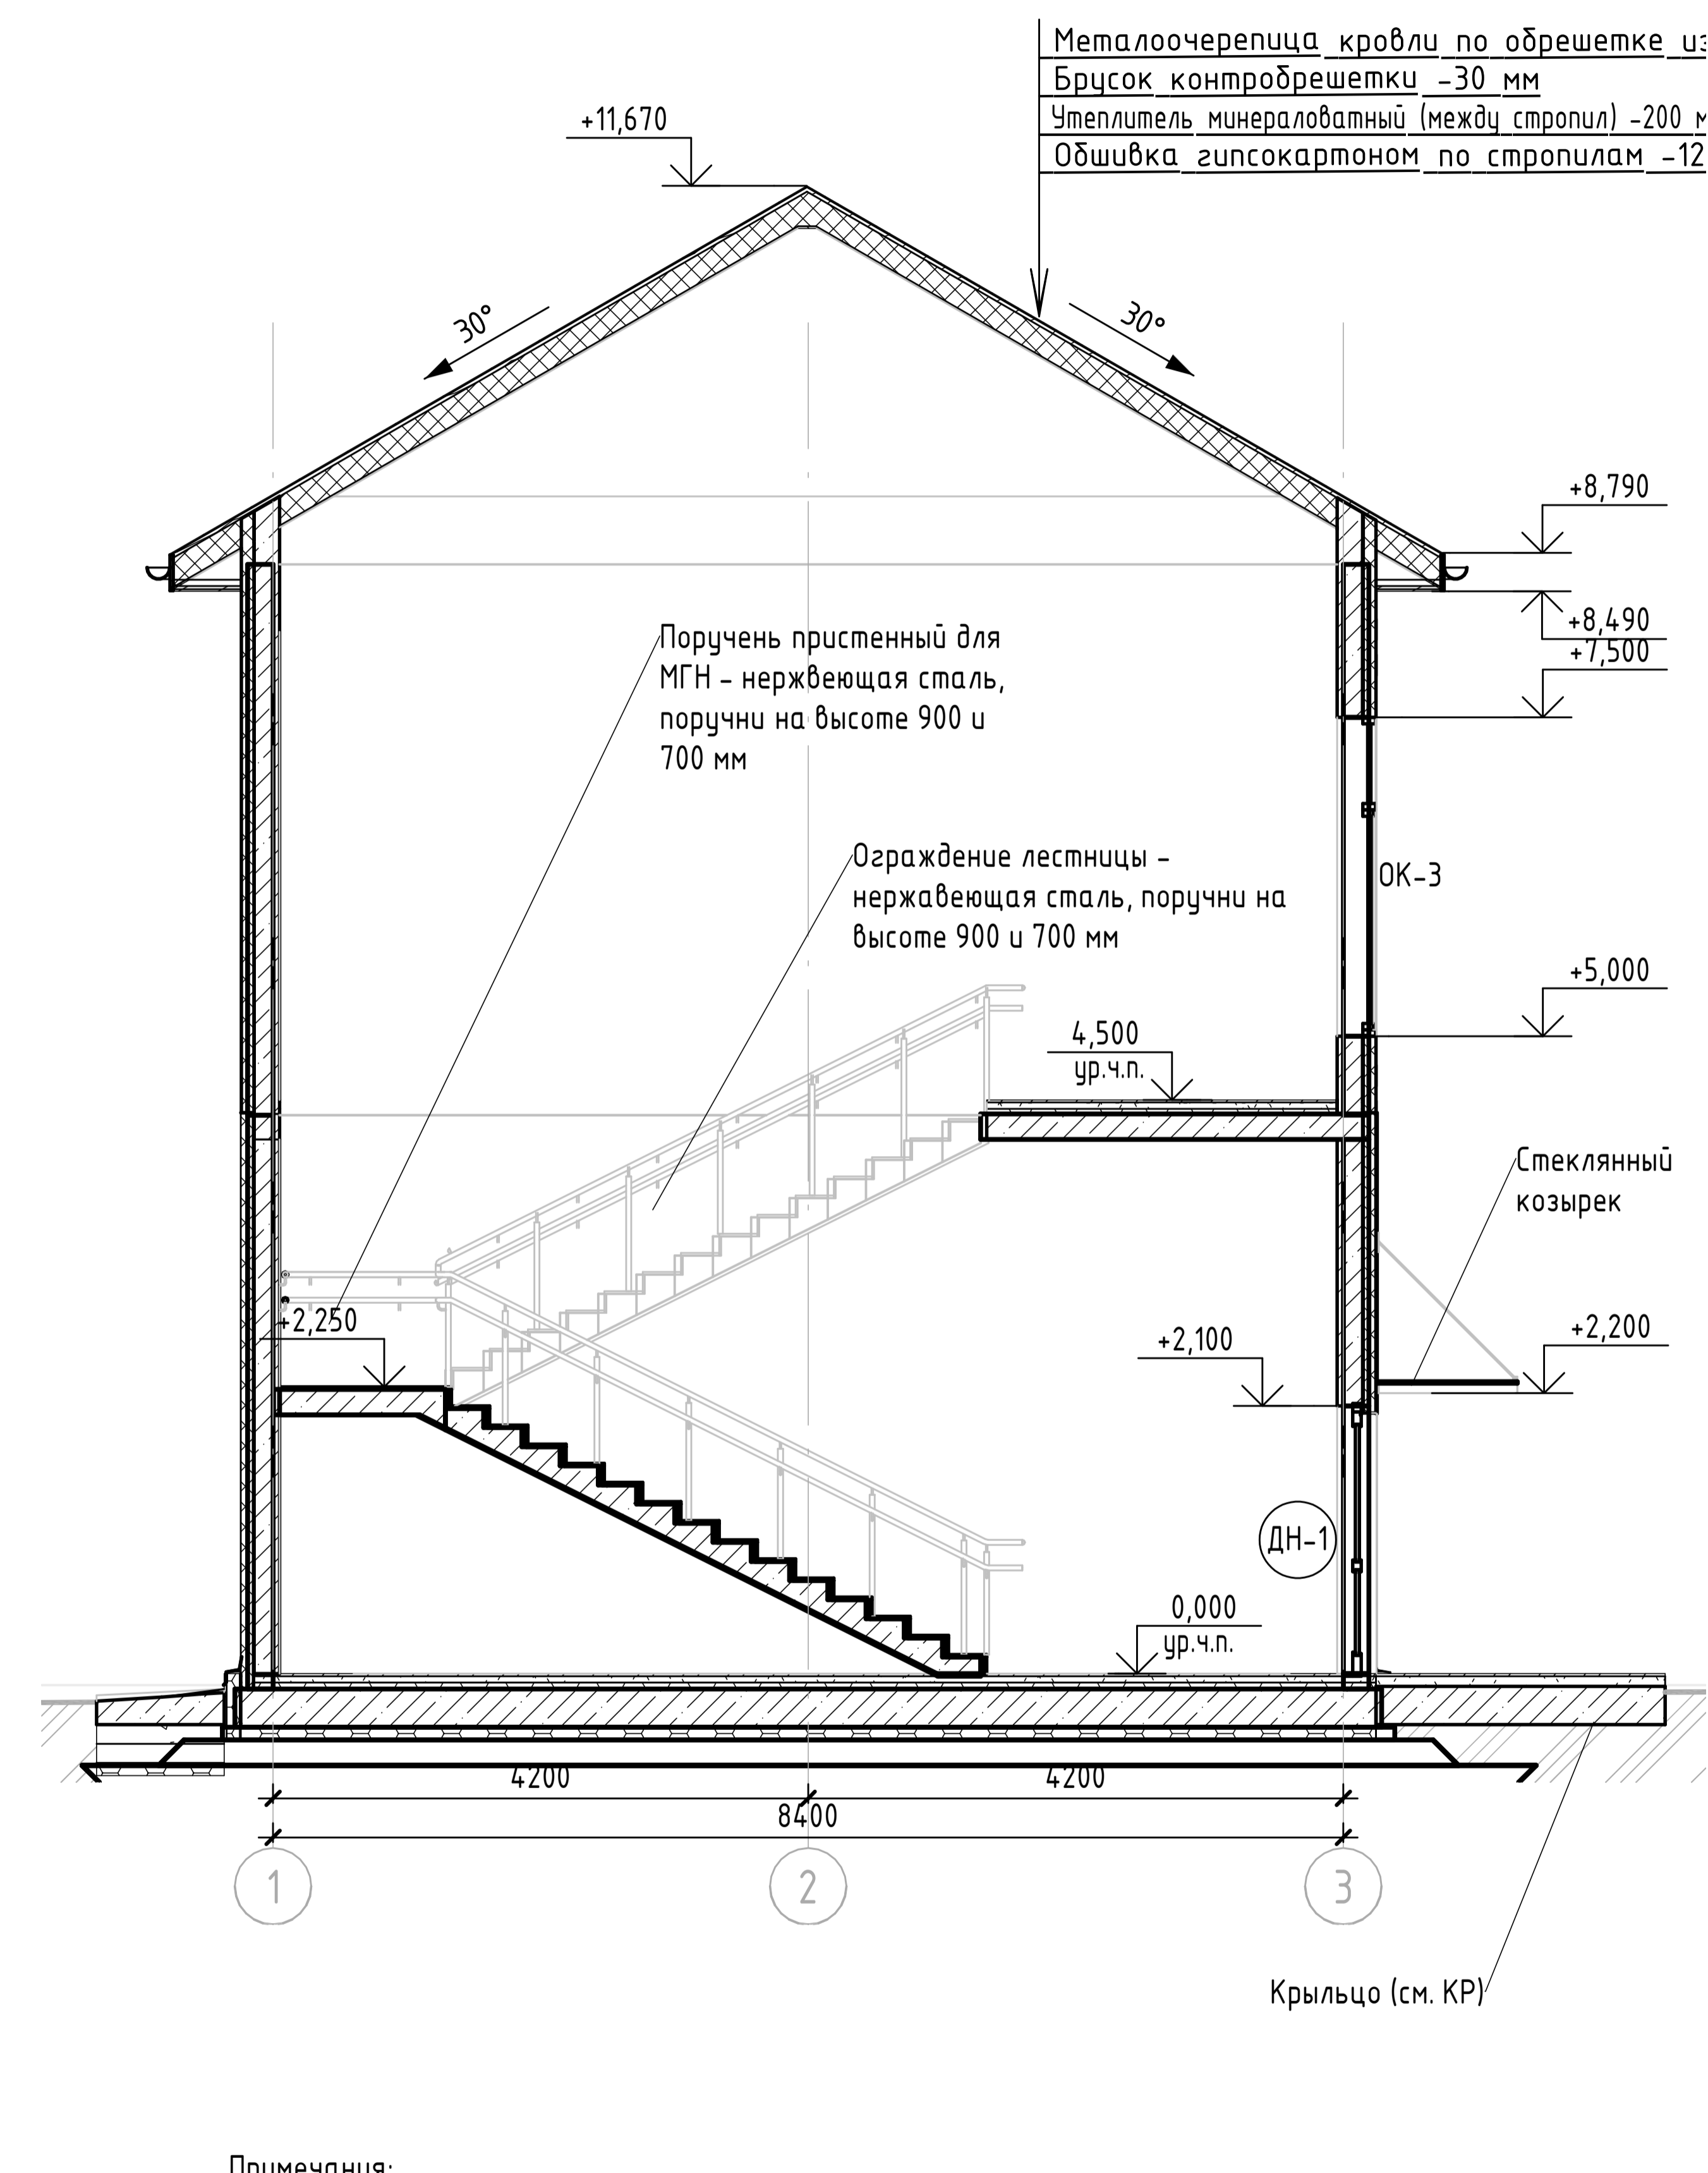 Металоочерепица кровли по обрешетке из
Брусок контробрешетки -30 мм
Утеплитель минераловатный (между стропил) -200 м
Обшивка гипсокартоном по стропилам -12
+11,670
30°
30°
+8,790
+8,490
+7,500
Поручень пристенный для
МГН - нержвеющая сталь,
поручни на высоте 900 и
700 мм
Ограждение лестницы -
нержавеющая сталь, поручни на
высоте 900 и 700 мм
ОК-3
+5,000
4,500
ур.ч.п.
Стеклянный
козырек
+2,250
+2,100
+2,200
ДН-1
0,000
ур.ч.п.
4200
4200
8400
1
2
3
Крыльцо (см. КР)
Примечания: